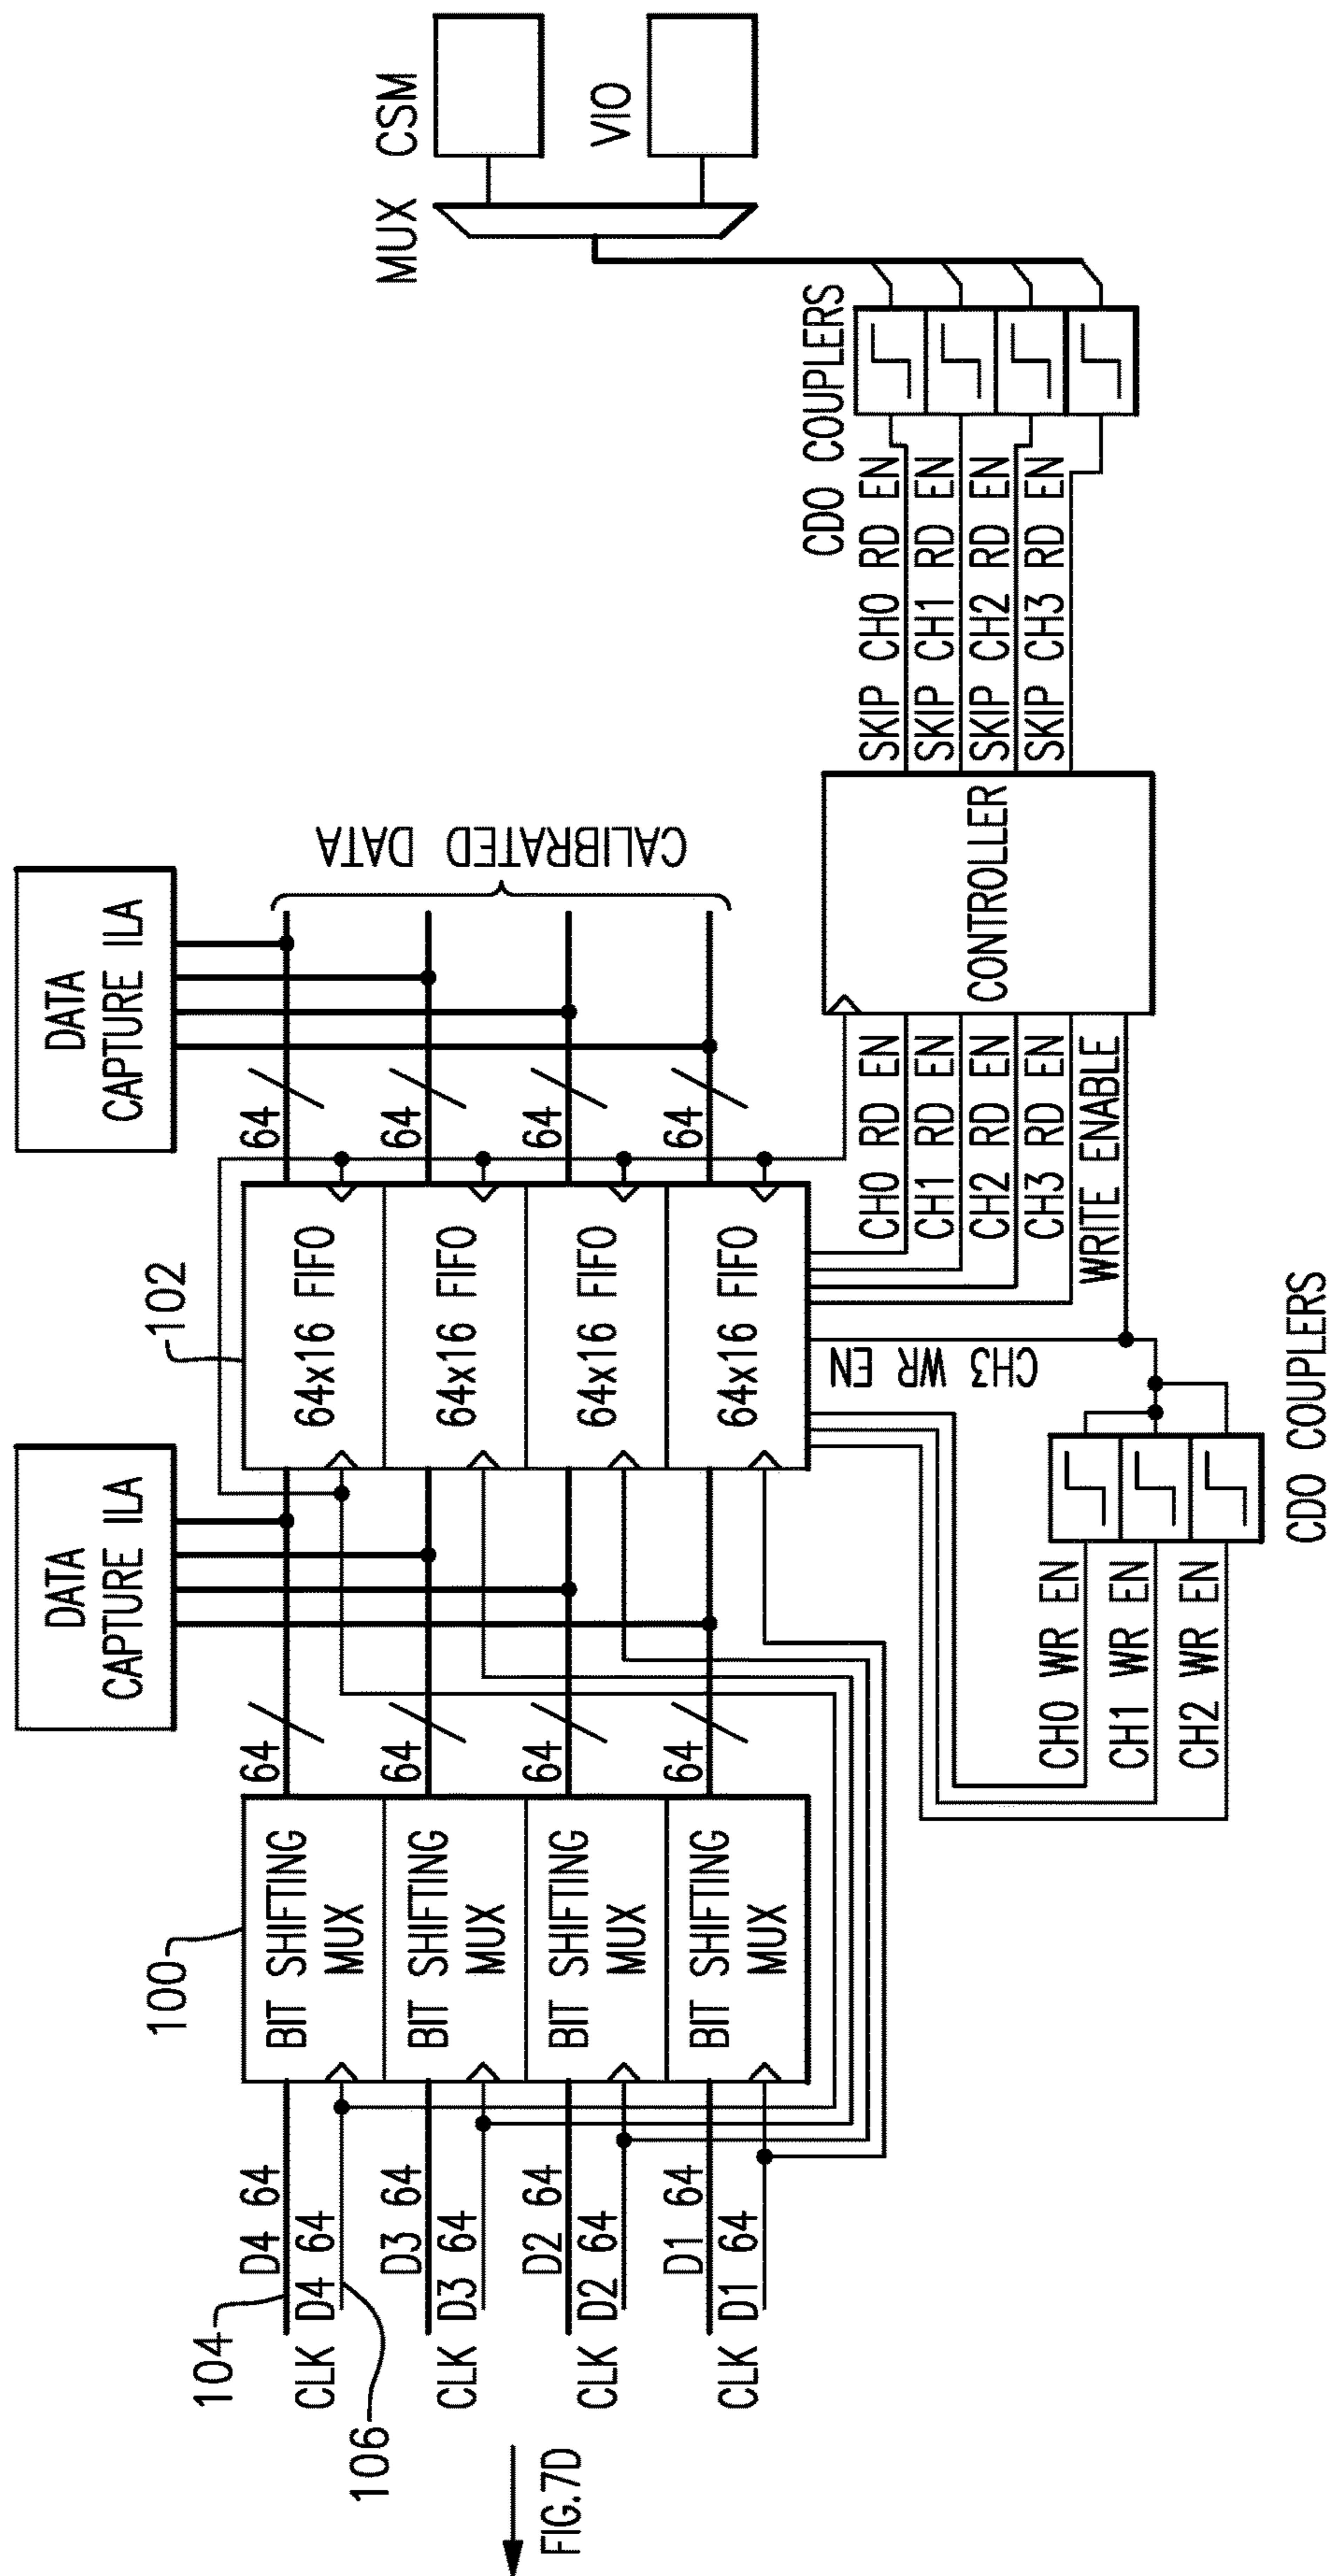 DATA
CAPTURE ILA
DATA
CAPTURE ILA
100
102
104
D4 64
CLK D4 64
106
D3 64
CLK D3 64
D2 64
CLK D2 64
D1 64
CLK D1 64
BIT SHIFTING
MUX
BIT SHIFTING
MUX
BIT SHIFTING
MUX
BIT SHIFTING
MUX
64
64
64
64
64x16 FIFO
64x16 FIFO
64x16 FIFO
64x16 FIFO
64
64
64
64
CALIBRATED DATA
MUX
CSM
VIO
FIG.7D
CH3 WR EN
CH0 RD EN
CH1 RD EN
CH2 RD EN
CH3 RD EN
WRITE ENABLE
CONTROLLER
SKIP CH0 RD EN
SKIP CH1 RD EN
SKIP CH2 RD EN
SKIP CH3 RD EN
CDO COUPLERS
CH0 WR EN
CH1 WR EN
CH2 WR EN
CDO COUPLERS